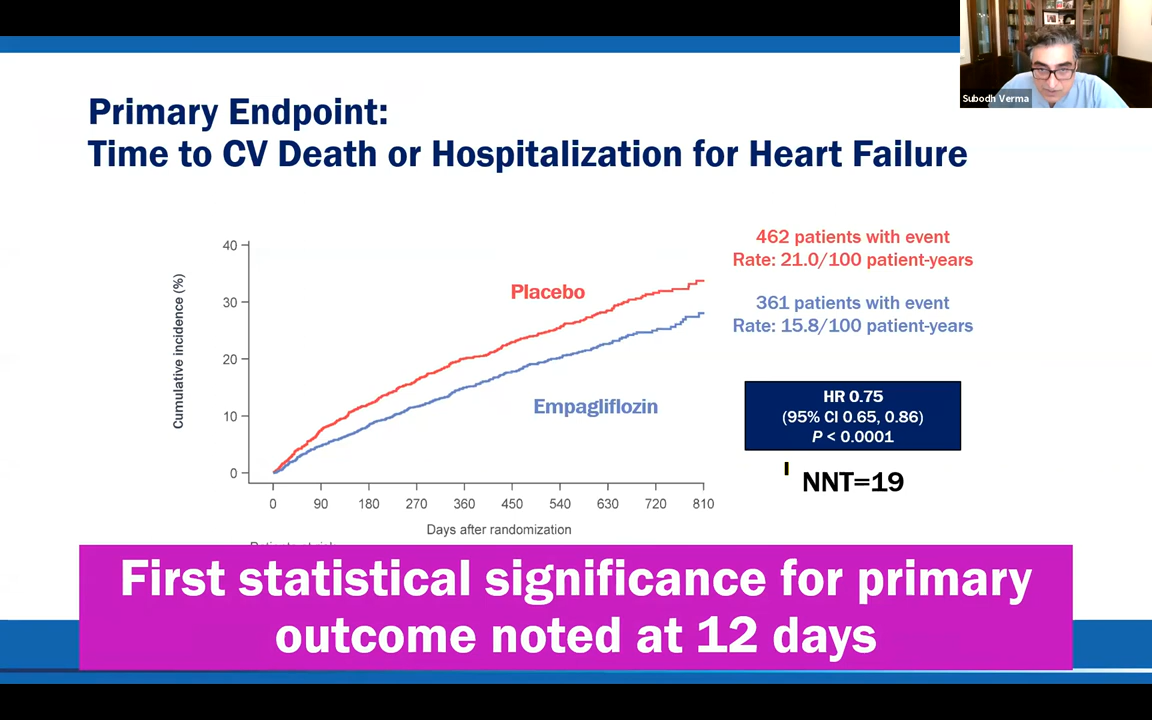 Subodh Verma
Primary Endpoint:
Time to CV Death or Hospitalization for Heart Failure
462 patients with event
Rate: 21.0/100 patient-years
361 patients with event
Rate: 15.8/100 patient-years
HR 0.75
(95% CI 0.65, 0.86)
P < 0.0001
NNT=19
Cumulative incidence (%)
40
30
20
10
0
Placebo
Empagliflozin
0 90 180 270 360 450 540 630 720 810
Days after randomization
First statistical significance for primary
outcome noted at 12 days